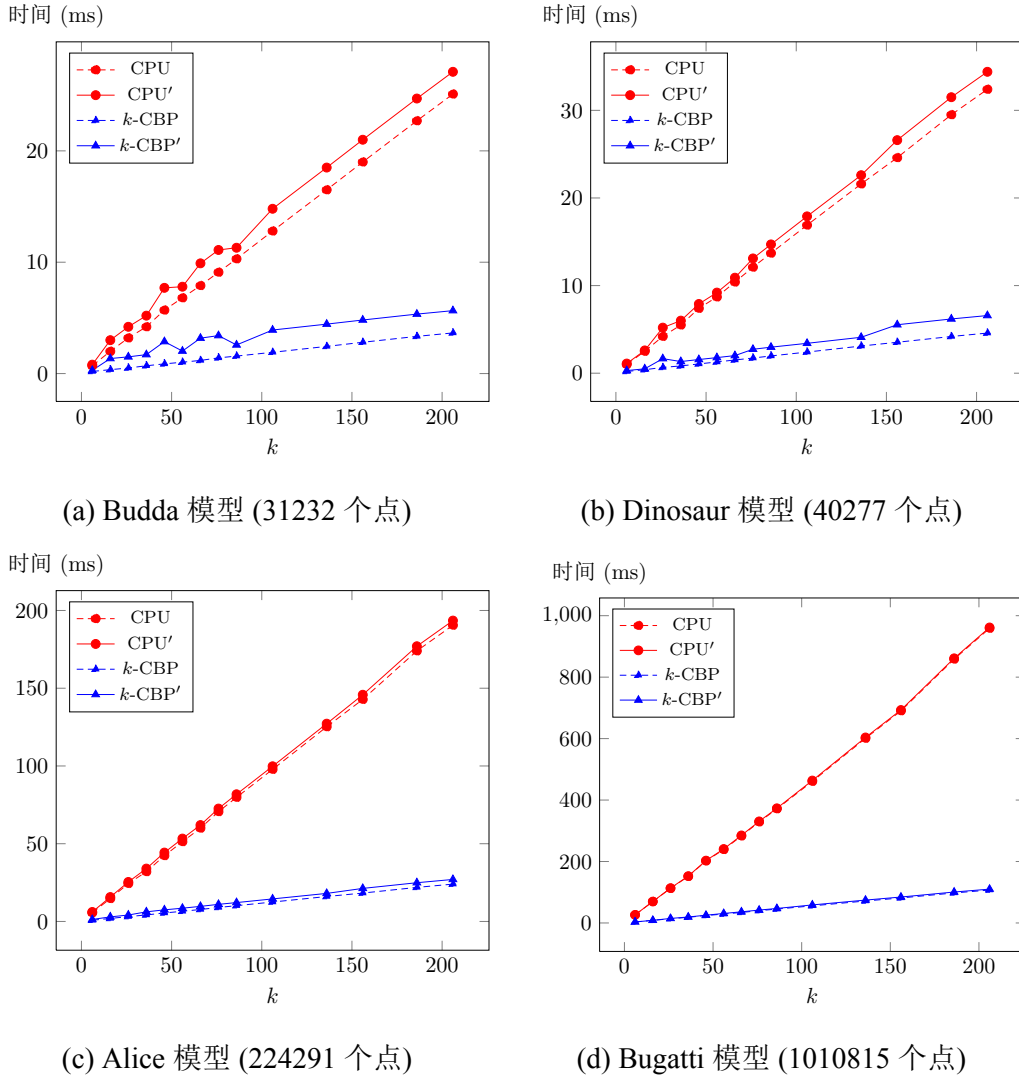 时间 (ms)
CPU
CPU′
k-CBP
k-CBP′
20
10
0
0
50
100
150
200
k
(a) Budda 模型 (31232 个点)
时间 (ms)
CPU
CPU′
k-CBP
k-CBP′
30
20
10
0
0
50
100
150
200
k
(b) Dinosaur 模型 (40277 个点)
时间 (ms)
CPU
CPU′
k-CBP
k-CBP′
200
150
100
50
0
0
50
100
150
200
k
(c) Alice 模型 (224291 个点)
时间 (ms)
CPU
CPU′
k-CBP
k-CBP′
1,000
800
600
400
200
0
0
50
100
150
200
k
(d) Bugatti 模型 (1010815 个点)